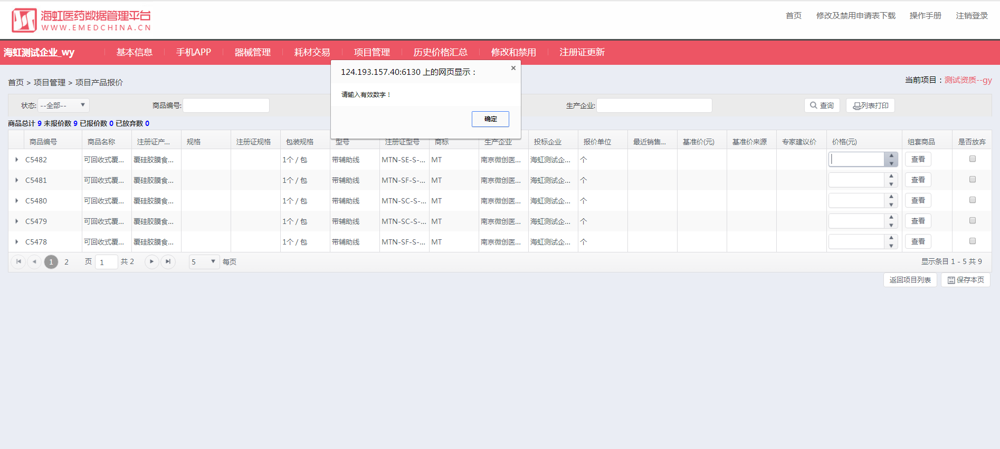 海虹医药数据管理平台
WWW.EMEDCHINA.CN
首页 修改及禁用申请表下载 操作手册 注销登录
海虹测试企业_wy 基本信息 手机APP 器械管理 耗材交易 项目管理 历史价格汇总 修改和禁用 注册证更新
124.193.157.40:6130 上的网页显示：
请输入有效数字！
确定
首页 > 项目管理 > 项目产品报价
当前项目：测试资质--gy
状态: --全部-- 商品编号: 生产企业: 查询 列表打印
商品总计 9 未报价数 9 已报价数 0 已放弃数 0
商品编号 商品名称 注册证产... 规格 注册证规格 包装规格 型号 注册证型号 商标 生产企业 投标企业 报价单位 最近销售... 基准价(元) 基准价来源 专家建议价 价格(元) 组套商品 是否放弃
C5482 可回收式覆... 覆硅胶膜食... 1个 / 包 带辅助线 MTN-SE-S-... MT 南京微创医... 海虹测试企... 个 查看
C5481 可回收式覆... 覆硅胶膜食... 1个 / 包 带辅助线 MTN-SF-S-... MT 南京微创医... 海虹测试企... 个 查看
C5480 可回收式覆... 覆硅胶膜食... 1个 / 包 带辅助线 MTN-SC-S-... MT 南京微创医... 海虹测试企... 个 查看
C5479 可回收式覆... 覆硅胶膜食... 1个 / 包 带辅助线 MTN-SC-S-... MT 南京微创医... 海虹测试企... 个 查看
C5478 可回收式覆... 覆硅胶膜食... 1个 / 包 带辅助线 MTN-SF-S-... MT 南京微创医... 海虹测试企... 个 查看
1 2 页 1 共 2 5 每页 显示条目 1 - 5 共 9
返回项目列表 保存本页